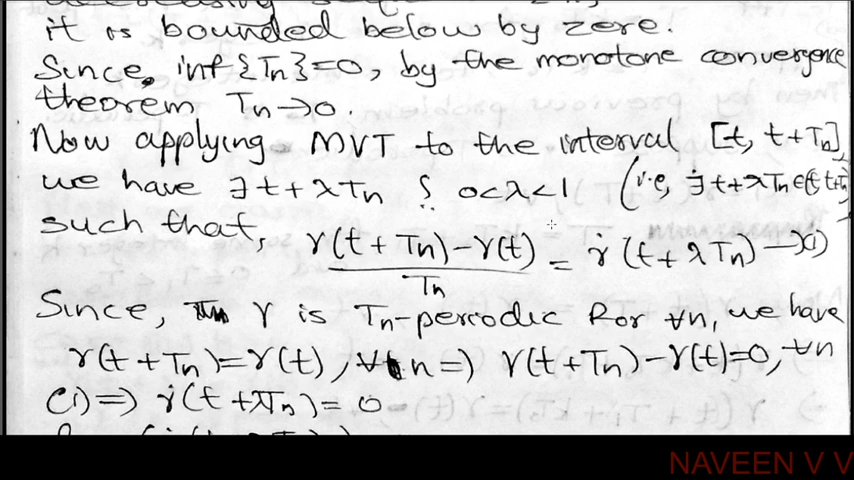 it is bounded below by zero.
Since, inf{Tn}=0, by the monotone convergence
theorem Tn→0.
Now applying MVT to the interval [t, t+Tn],
we have ∃ t+λTn ; 0<λ<1 (i.e, ∃ t+λTn ∈(t, t+Tn)
such that,
(γ(t+Tn)-γ(t))/Tn = γ̇(t+λTn) —(i)
Since, γ is Tn-periodic for ∀n, we have
γ(t+Tn)=γ(t), ∀n ⇒ γ(t+Tn)-γ(t)=0, ∀n
(i)⇒ γ̇(t+λTn)=0
NAVEEN V V